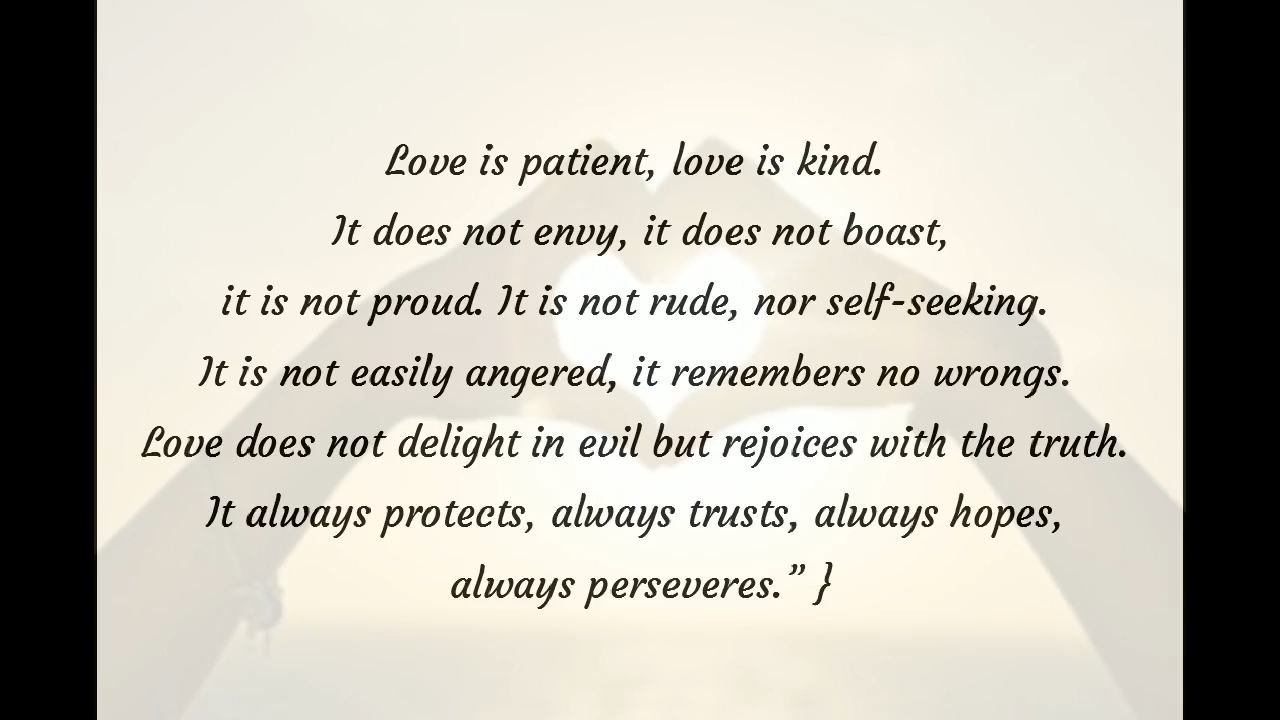 Love is patient, love is kind.
It does not envy, it does not boast,
it is not proud. It is not rude, nor self-seeking.
It is not easily angered, it remembers no wrongs.
Love does not delight in evil but rejoices with the truth.
It always protects, always trusts, always hopes,
always perseveres.” }